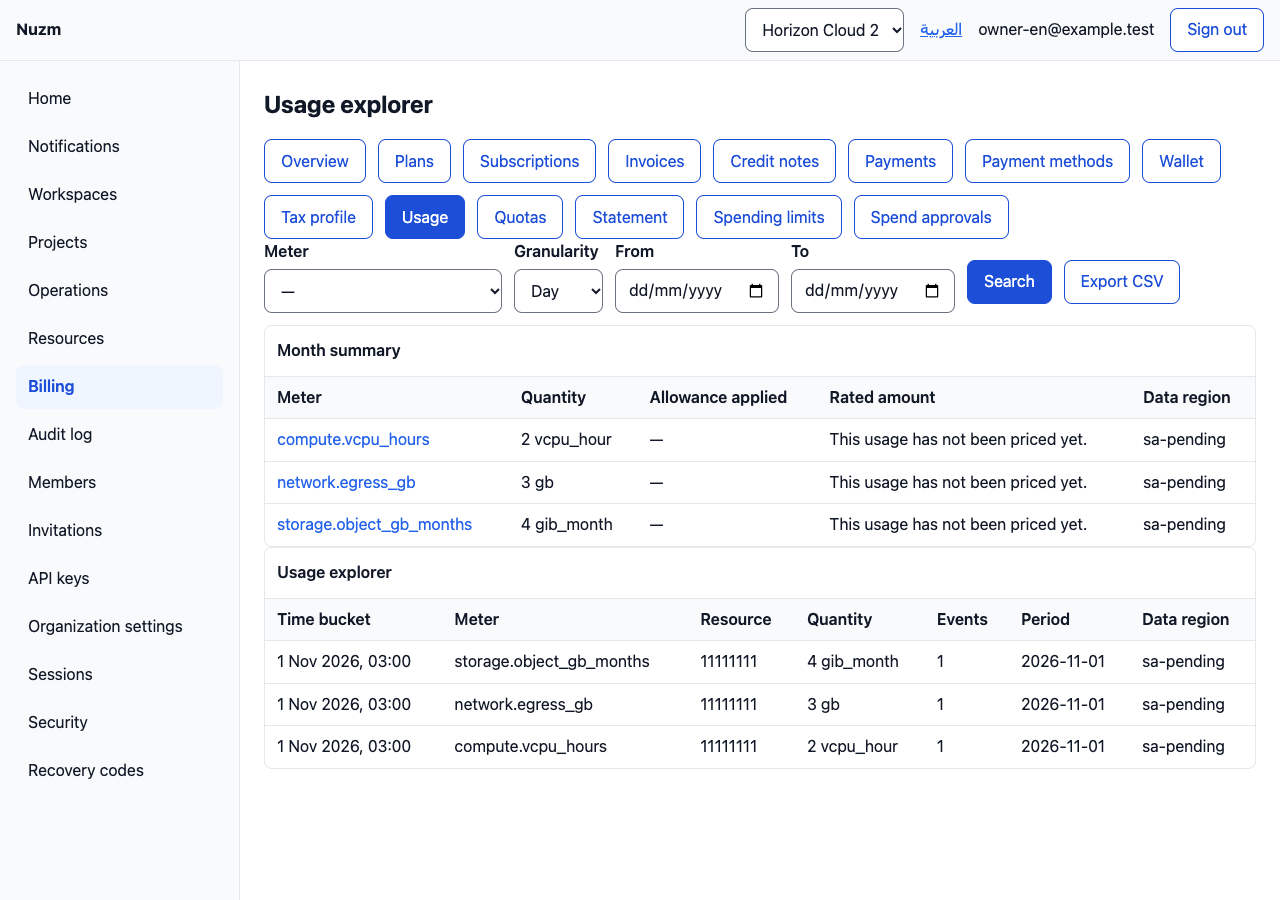 Nuzm
Horizon Cloud 2
العربية
owner-en@example.test
Sign out
Home
Notifications
Workspaces
Projects
Operations
Resources
Billing
Audit log
Members
Invitations
API keys
Organization settings
Sessions
Security
Recovery codes
Usage explorer
Overview Plans Subscriptions Invoices Credit notes Payments Payment methods Wallet
Tax profile Usage Quotas Statement Spending limits Spend approvals
Meter Granularity From To
— Day dd/mm/yyyy dd/mm/yyyy Search Export CSV
Month summary
Meter Quantity Allowance applied Rated amount Data region
compute.vcpu_hours 2 vcpu_hour — This usage has not been priced yet. sa-pending
network.egress_gb 3 gb — This usage has not been priced yet. sa-pending
storage.object_gb_months 4 gib_month — This usage has not been priced yet. sa-pending
Usage explorer
Time bucket Meter Resource Quantity Events Period Data region
1 Nov 2026, 03:00 storage.object_gb_months 11111111 4 gib_month 1 2026-11-01 sa-pending
1 Nov 2026, 03:00 network.egress_gb 11111111 3 gb 1 2026-11-01 sa-pending
1 Nov 2026, 03:00 compute.vcpu_hours 11111111 2 vcpu_hour 1 2026-11-01 sa-pending